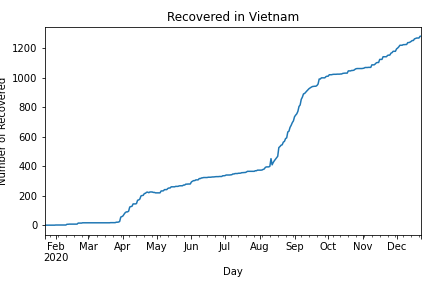 Recovered in Vietnam
Number of Recovered
1200
1000
800
600
400
200
0
Feb Mar Apr May Jun Jul Aug Sep Oct Nov Dec
2020
Day